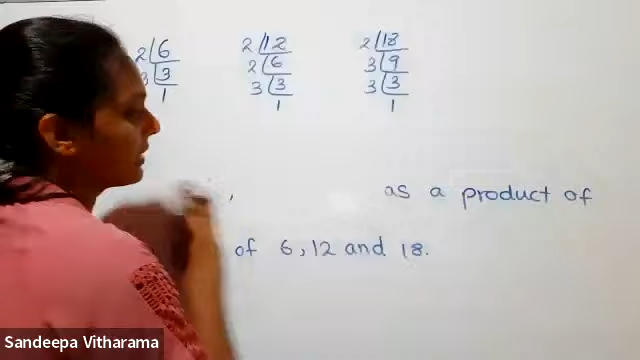 2 6 2 12 2 18
3 3 2 6 3 9
1 3 3 3 3
1 1
as a product of
of 6, 12 and 18.
Sandeepa Vitharama